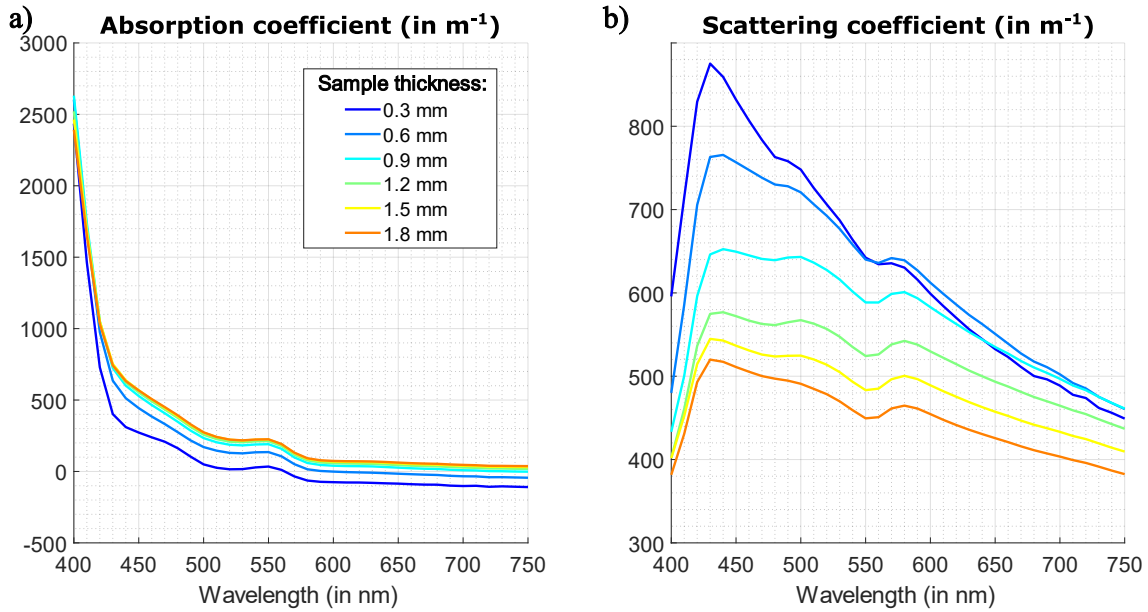 a)
Absorption coefficient (in m⁻¹)
3000
2500
2000
1500
1000
500
0
-500
400 450 500 550 600 650 700 750
Wavelength (in nm)
Sample thickness:
0.3 mm
0.6 mm
0.9 mm
1.2 mm
1.5 mm
1.8 mm
b)
Scattering coefficient (in m⁻¹)
800
700
600
500
400
300
400 450 500 550 600 650 700 750
Wavelength (in nm)